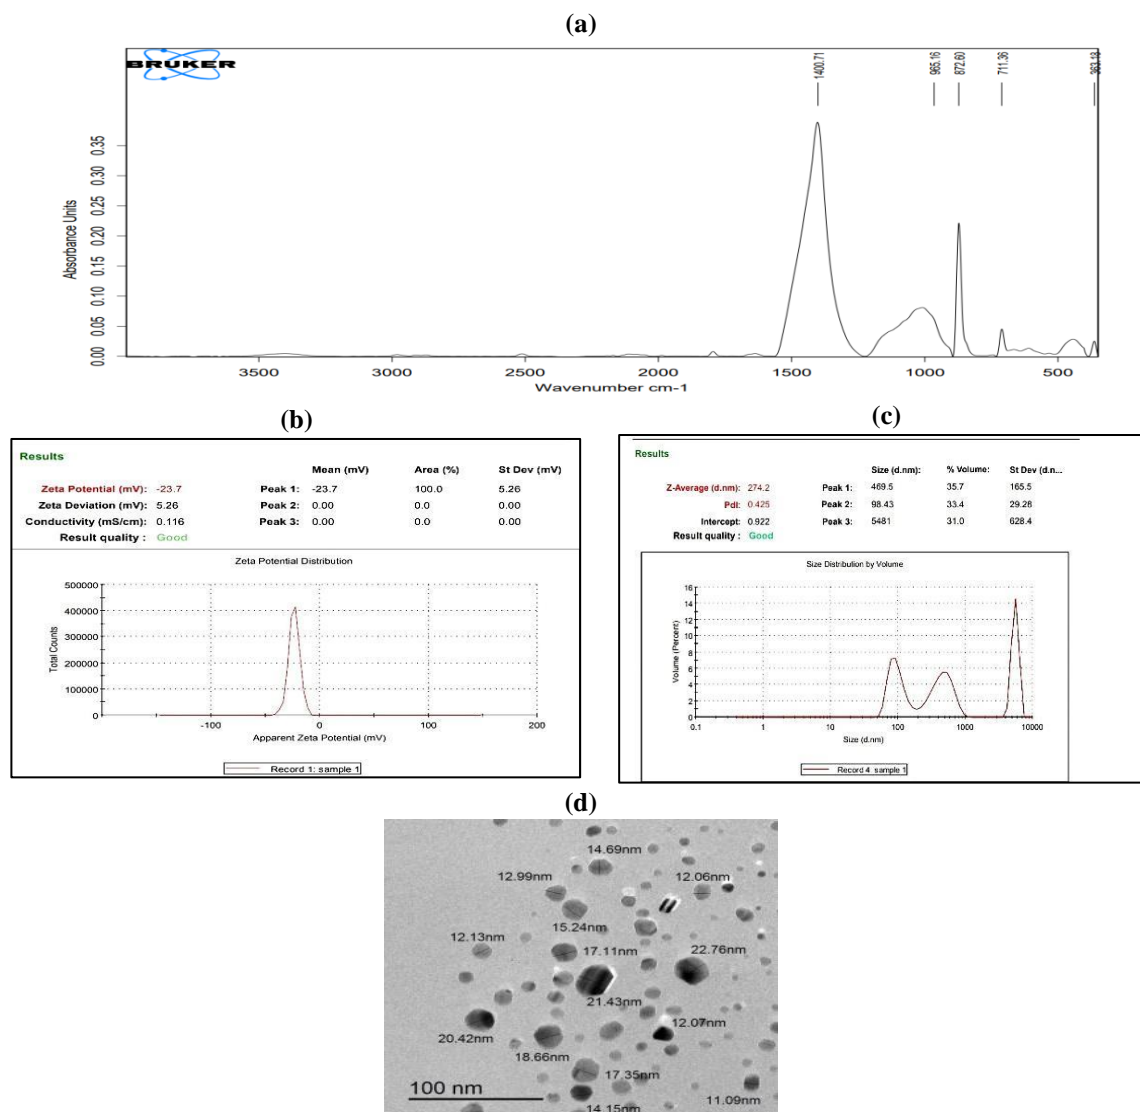 (a)
BRUKER
1400.71
965.16
872.60
711.36
363.18
Absorbance Units
0.35
0.30
0.25
0.20
0.15
0.10
0.05
0.00
3500 3000 2500 2000 1500 1000 500
Wavenumber cm-1
(b)
Results
Mean (mV) Area (%) St Dev (mV)
Zeta Potential (mV): -23.7 Peak 1: -23.7 100.0 5.26
Zeta Deviation (mV): 5.26 Peak 2: 0.00 0.0 0.00
Conductivity (mS/cm): 0.116 Peak 3: 0.00 0.0 0.00
Result quality : Good
Zeta Potential Distribution
Total Counts
500000
400000
300000
200000
100000
0
-100 0 100 200
Apparent Zeta Potential (mV)
Record 1: sample 1
(c)
Results
Size (d.nm): % Volume: St Dev (d.n...
Z-Average (d.nm): 274.2 Peak 1: 469.5 35.7 165.5
PdI: 0.425 Peak 2: 98.43 33.4 29.28
Intercept: 0.922 Peak 3: 5481 31.0 628.4
Result quality : Good
Size Distribution by Volume
Volume (Percent)
16
14
12
10
8
6
4
2
0
0.1 1 10 100 1000 10000
Size (d.nm)
Record 4 sample 1
(d)
14.69nm
12.99nm
12.06nm
15.24nm
12.13nm
17.11nm
22.76nm
21.43nm
12.07nm
20.42nm
18.66nm
17.35nm
100 nm
11.09nm
14.15nm